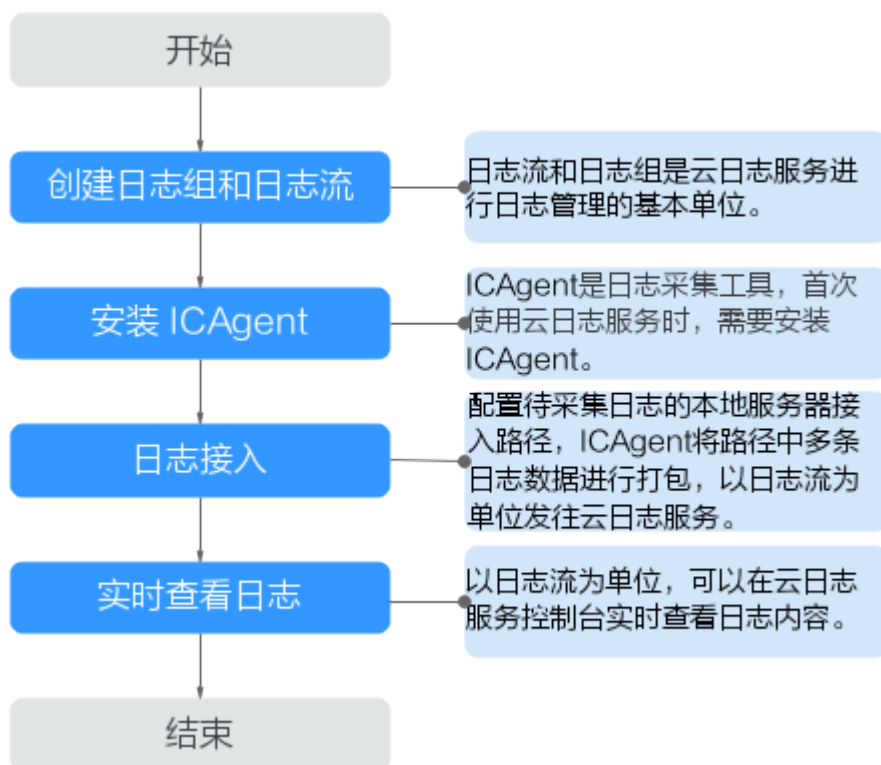 开始
创建日志组和日志流
日志流和日志组是云日志服务进
行日志管理的基本单位。
安装 ICAgent
ICAgent是日志采集工具，首次
使用云日志服务时，需要安装
ICAgent。
日志接入
配置待采集日志的本地服务器接
入路径，ICAgent将路径中多条
日志数据进行打包，以日志流为
单位发往云日志服务。
实时查看日志
以日志流为单位，可以在云日志
服务控制台实时查看日志内容。
结束